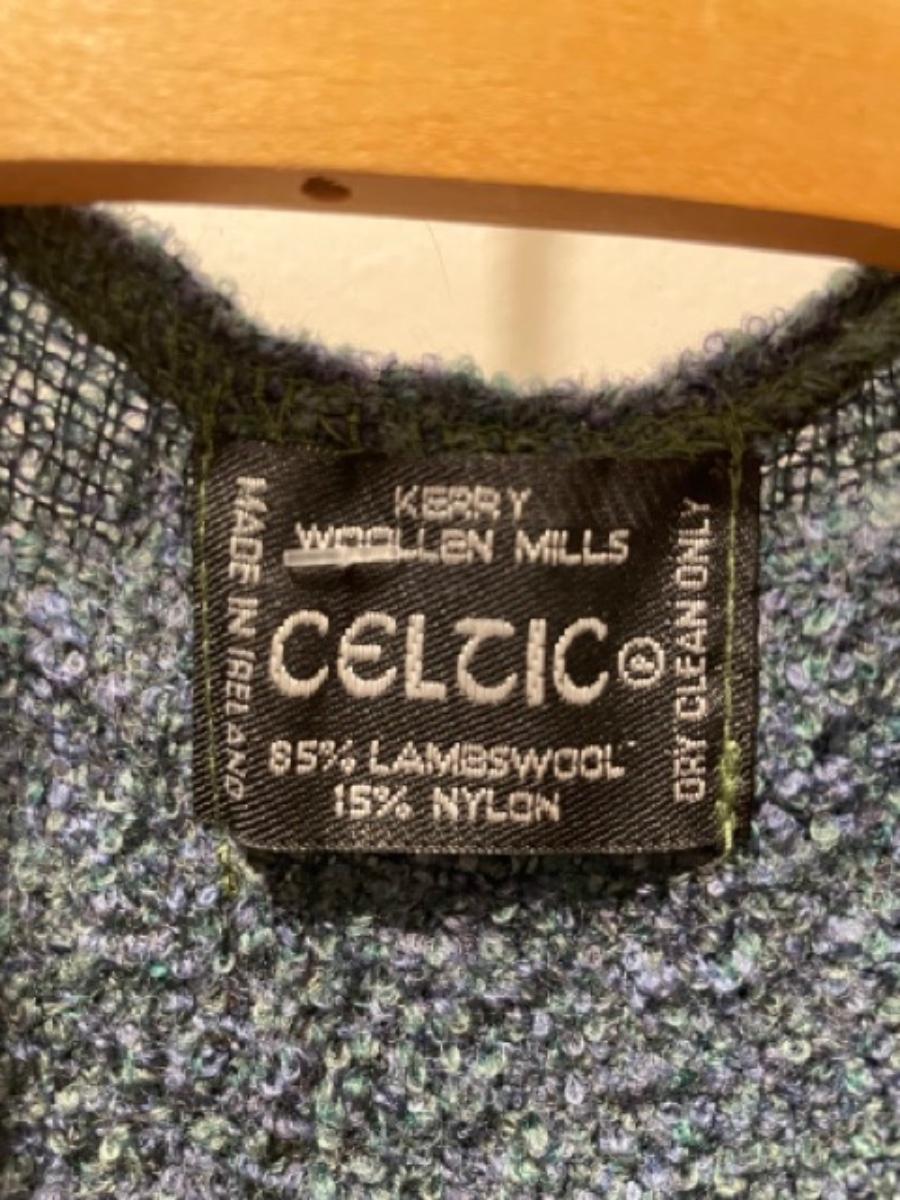 KERRY
WOOLLEN MILLS
CELTIC ®
85% LAMBSWOOL
15% NYLON
MADE IN IRELAND
DRY CLEAN ONLY